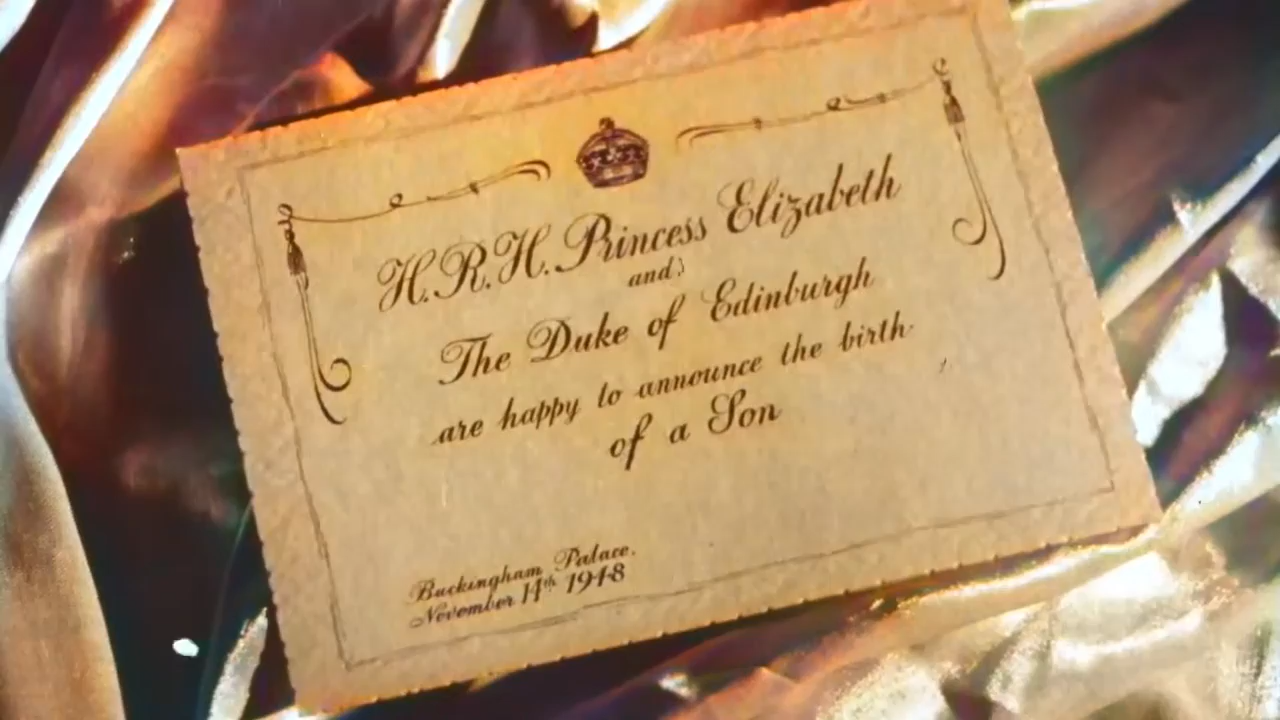 H.R.H. Princess Elizabeth
and
The Duke of Edinburgh
are happy to announce the birth
of a Son
Buckingham Palace.
November 14th 1948